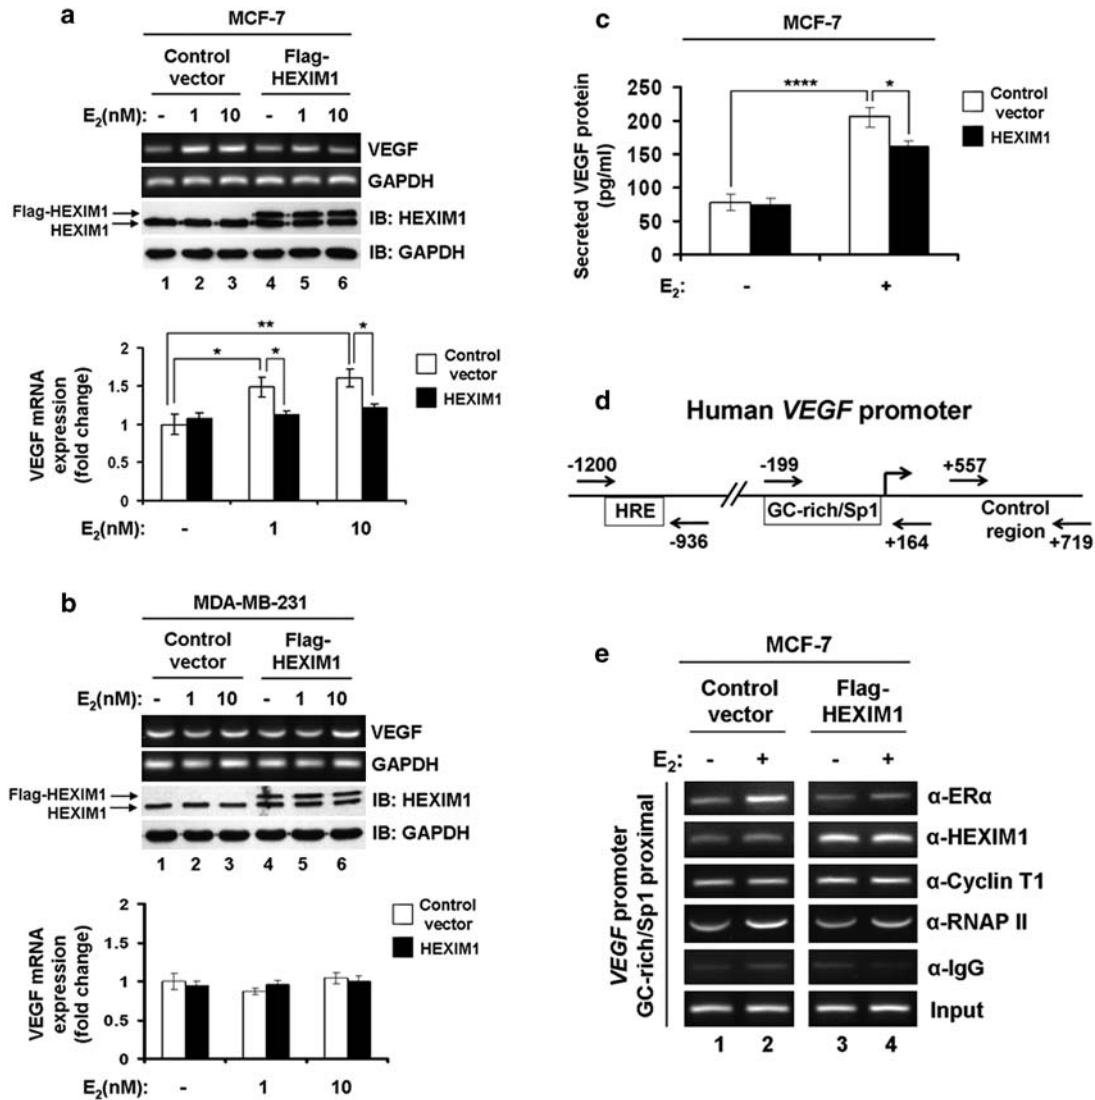 a
MCF-7
Control vector
Flag-HEXIM1
E2(nM): - 1 10 - 1 10
VEGF
GAPDH
Flag-HEXIM1
HEXIM1
IB: HEXIM1
IB: GAPDH
1 2 3 4 5 6
** *
* *
VEGF mRNA expression (fold change)
2
1.5
1
0.5
0
Control vector
HEXIM1
E2(nM): - 1 10
b
MDA-MB-231
Control vector
Flag-HEXIM1
E2(nM): - 1 10 - 1 10
VEGF
GAPDH
Flag-HEXIM1
HEXIM1
IB: HEXIM1
IB: GAPDH
1 2 3 4 5 6
VEGF mRNA expression (fold change)
2
1.5
1
0.5
0
Control vector
HEXIM1
E2(nM): - 1 10
c
MCF-7
**** *
Secreted VEGF protein (pg/ml)
250
200
150
100
50
0
Control vector
HEXIM1
E2: - +
d
Human VEGF promoter
-1200 -199 +557
HRE GC-rich/Sp1 Control region
-936 +164 +719
e
MCF-7
Control vector
Flag-HEXIM1
E2: - + - +
VEGF promoter
GC-rich/Sp1 proximal
α-ERα
α-HEXIM1
α-Cyclin T1
α-RNAP II
α-IgG
Input
1 2 3 4